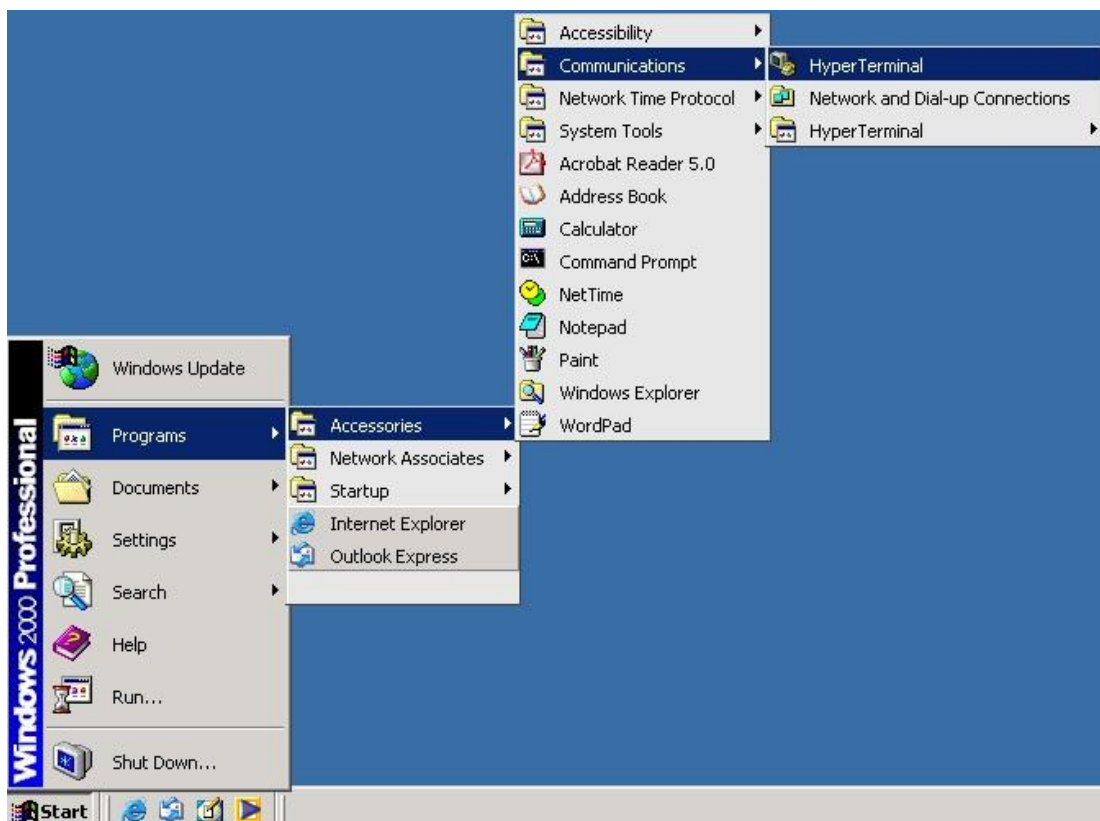 Accessibility
Communications
Network Time Protocol
System Tools
Acrobat Reader 5.0
Address Book
Calculator
Command Prompt
NetTime
Notepad
Paint
Windows Explorer
WordPad
HyperTerminal
Network and Dial-up Connections
HyperTerminal
Windows Update
Programs
Documents
Settings
Search
Help
Run...
Shut Down...
Accessories
Network Associates
Startup
Internet Explorer
Outlook Express
Windows 2000 Professional
Start